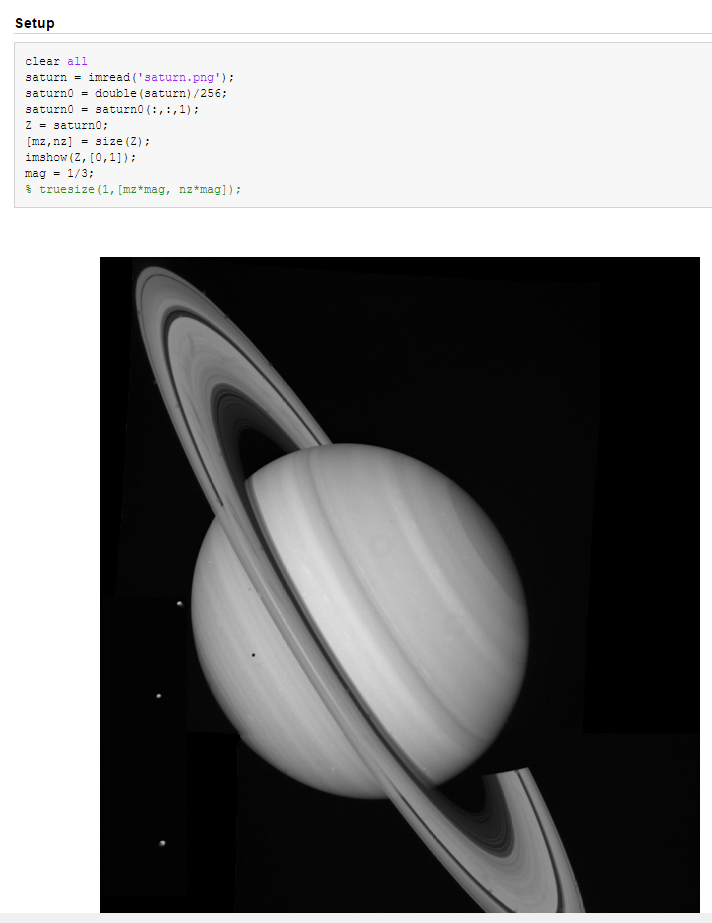 Setup
clear all
saturn = imread('saturn.png');
saturn0 = double(saturn)/256;
saturn0 = saturn0(:,:,1);
Z = saturn0;
[mz,nz] = size(Z);
imshow(Z,[0,1]);
mag = 1/3;
% truesize(1,[mz*mag, nz*mag]);